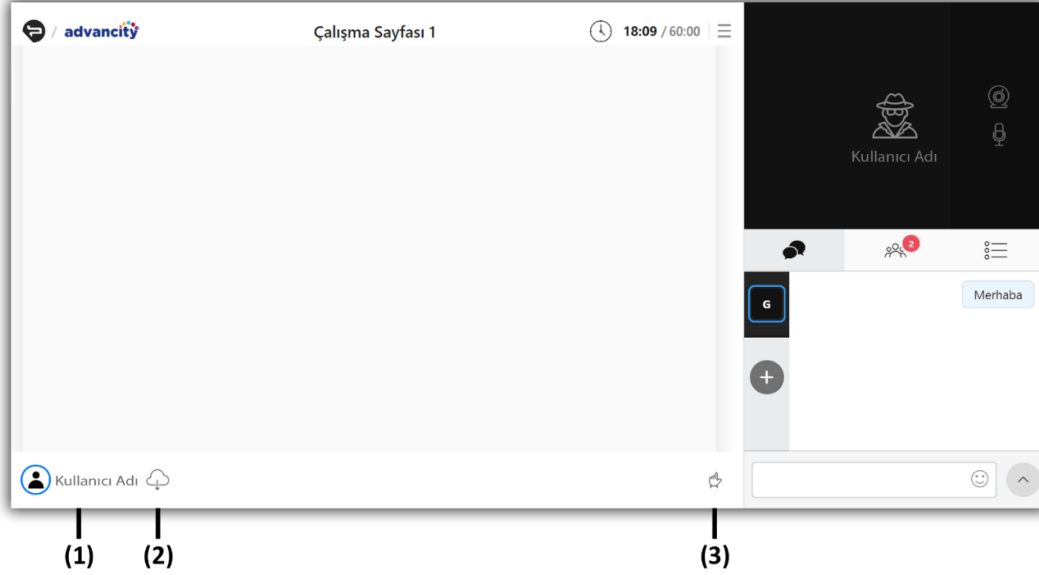 / advancity
Çalışma Sayfası 1
18:09 / 60:00
Kullanıcı Adı
2
G
Merhaba
Kullanıcı Adı
(1)
(2)
(3)